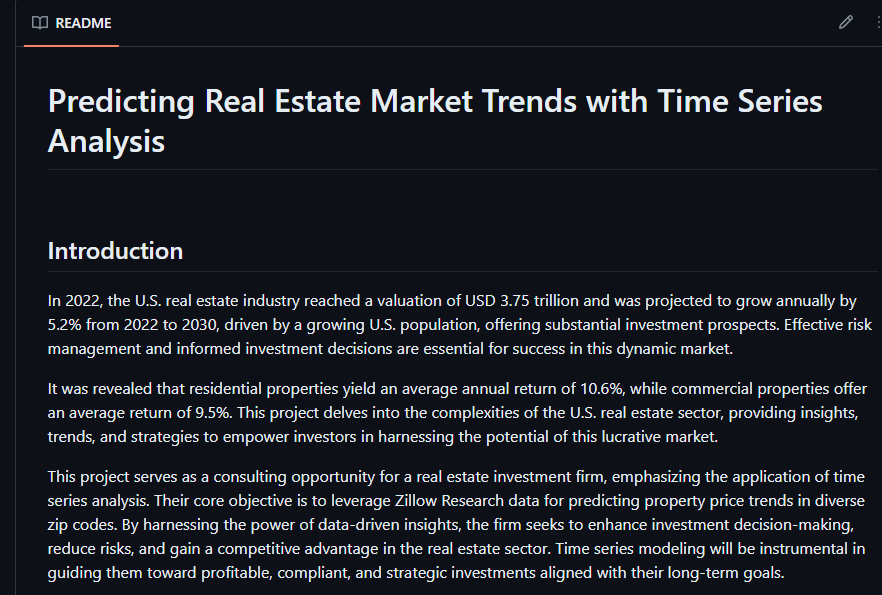 README
Predicting Real Estate Market Trends with Time Series
Analysis
Introduction
In 2022, the U.S. real estate industry reached a valuation of USD 3.75 trillion and was projected to grow annually by
5.2% from 2022 to 2030, driven by a growing U.S. population, offering substantial investment prospects. Effective risk
management and informed investment decisions are essential for success in this dynamic market.
It was revealed that residential properties yield an average annual return of 10.6%, while commercial properties offer
an average return of 9.5%. This project delves into the complexities of the U.S. real estate sector, providing insights,
trends, and strategies to empower investors in harnessing the potential of this lucrative market.
This project serves as a consulting opportunity for a real estate investment firm, emphasizing the application of time
series analysis. Their core objective is to leverage Zillow Research data for predicting property price trends in diverse
zip codes. By harnessing the power of data-driven insights, the firm seeks to enhance investment decision-making,
reduce risks, and gain a competitive advantage in the real estate sector. Time series modeling will be instrumental in
guiding them toward profitable, compliant, and strategic investments aligned with their long-term goals.